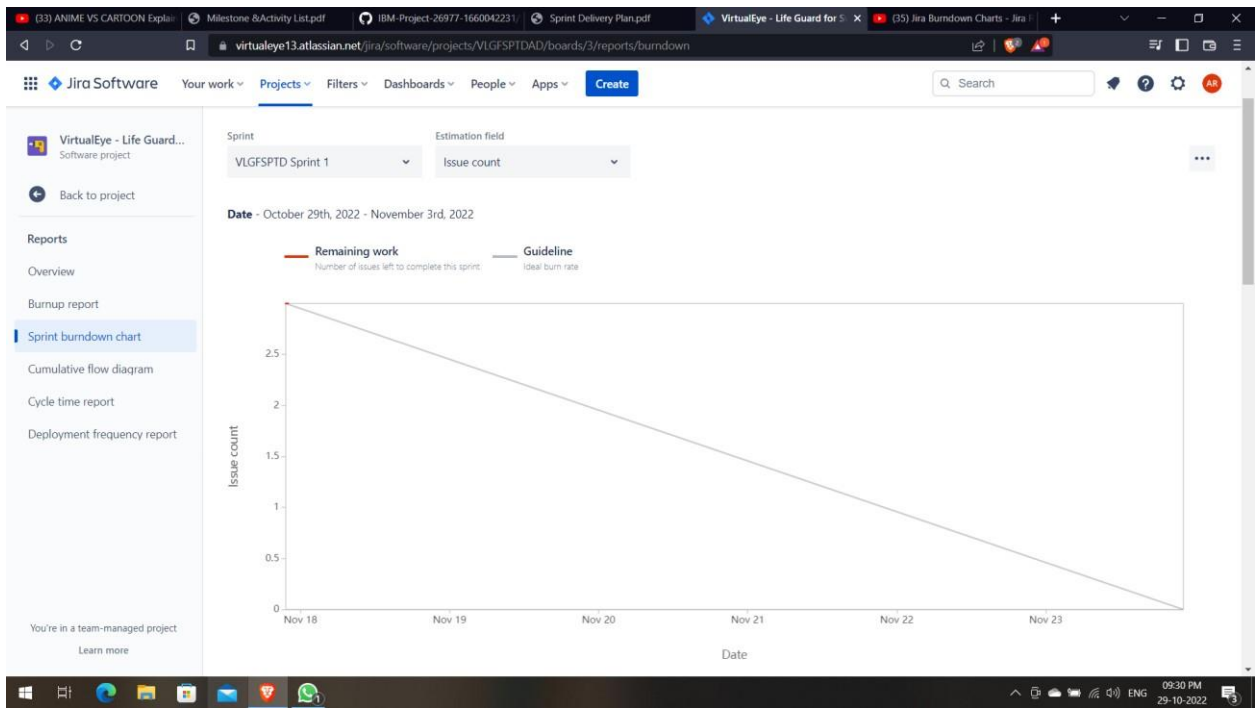 (33) ANIME VS CARTOON Explai
Milestone &Activity List.pdf
IBM-Project-26977-1660042231/
Sprint Delivery Plan.pdf
VirtualEye - Life Guard for S
(35) Jira Burndown Charts - Jira
virtualeye13.atlassian.net/jira/software/projects/VLGFSPTDAD/boards/3/reports/burndown
Jira Software
Your work
Projects
Filters
Dashboards
People
Apps
Create
Search
AR
VirtualEye - Life Guard...
Software project
Back to project
Reports
Overview
Burnup report
Sprint burndown chart
Cumulative flow diagram
Cycle time report
Deployment frequency report
You're in a team-managed project
Learn more
Sprint
Estimation field
VLGFSPTD Sprint 1
Issue count
Date - October 29th, 2022 - November 3rd, 2022
Remaining work
Number of issues left to complete this sprint
Guideline
Ideal burn rate
2.5
2
1.5
1
0.5
0
Issue count
Nov 18
Nov 19
Nov 20
Nov 21
Nov 22
Nov 23
Date
ENG
09:30 PM
29-10-2022
3